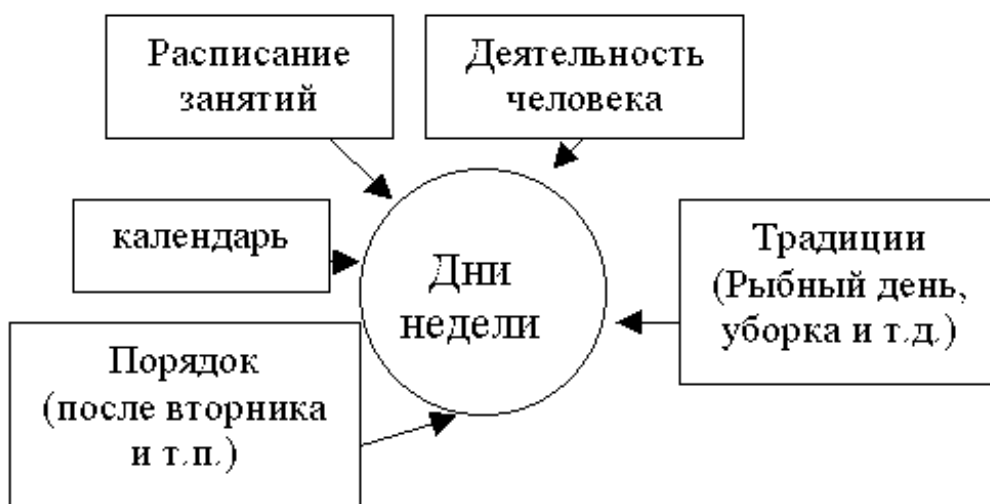 Расписание
занятий
Деятельность
человека
календарь
Дни
недели
Традиции
(Рыбный день,
уборка и т.д.)
Порядок
(после вторника
и т.п.)